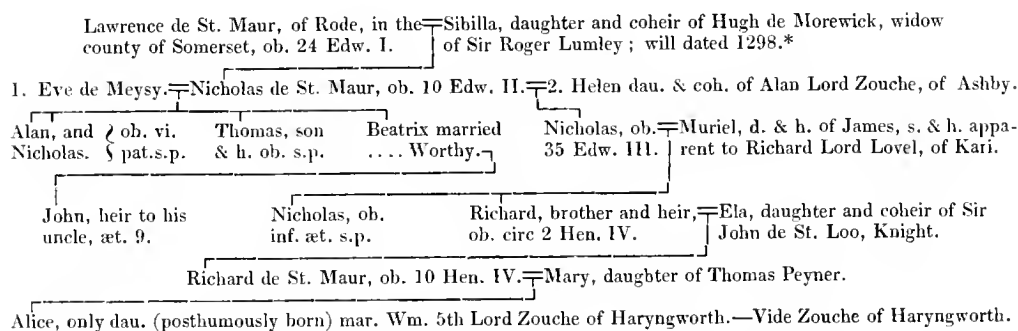 Lawrence de St. Maur, of Rode, in the Sibilla, daughter and coheir of Hugh de Morewick, widow
county of Somerset, ob. 24 Edw. I. of Sir Roger Lumley ; will dated 1298.*
1. Eve de Meysy. Nicholas de St. Maur, ob. 10 Edw. II. 2. Helen dau. & coh. of Alan Lord Zouche, of Ashby.
Alan, and { ob. vi. Thomas, son Beatrix married Nicholas, ob. Muriel, d. & h. of James, s. & h. appa-
Nicholas. { pat.s.p. & h. ob. s.p. .... Worthy. 35 Edw. III. rent to Richard Lord Lovel, of Kari.
John, heir to his Nicholas, ob. Richard, brother and heir, Ela, daughter and coheir of Sir
uncle, æt. 9. inf. æt. s.p. ob. circ 2 Hen. IV. John de St. Loo, Knight.
Richard de St. Maur, ob. 10 Hen. IV. Mary, daughter of Thomas Peyner.
Alice, only dau. (posthumously born) mar. Wm. 5th Lord Zouche of Haryngworth.—Vide Zouche of Haryngworth.